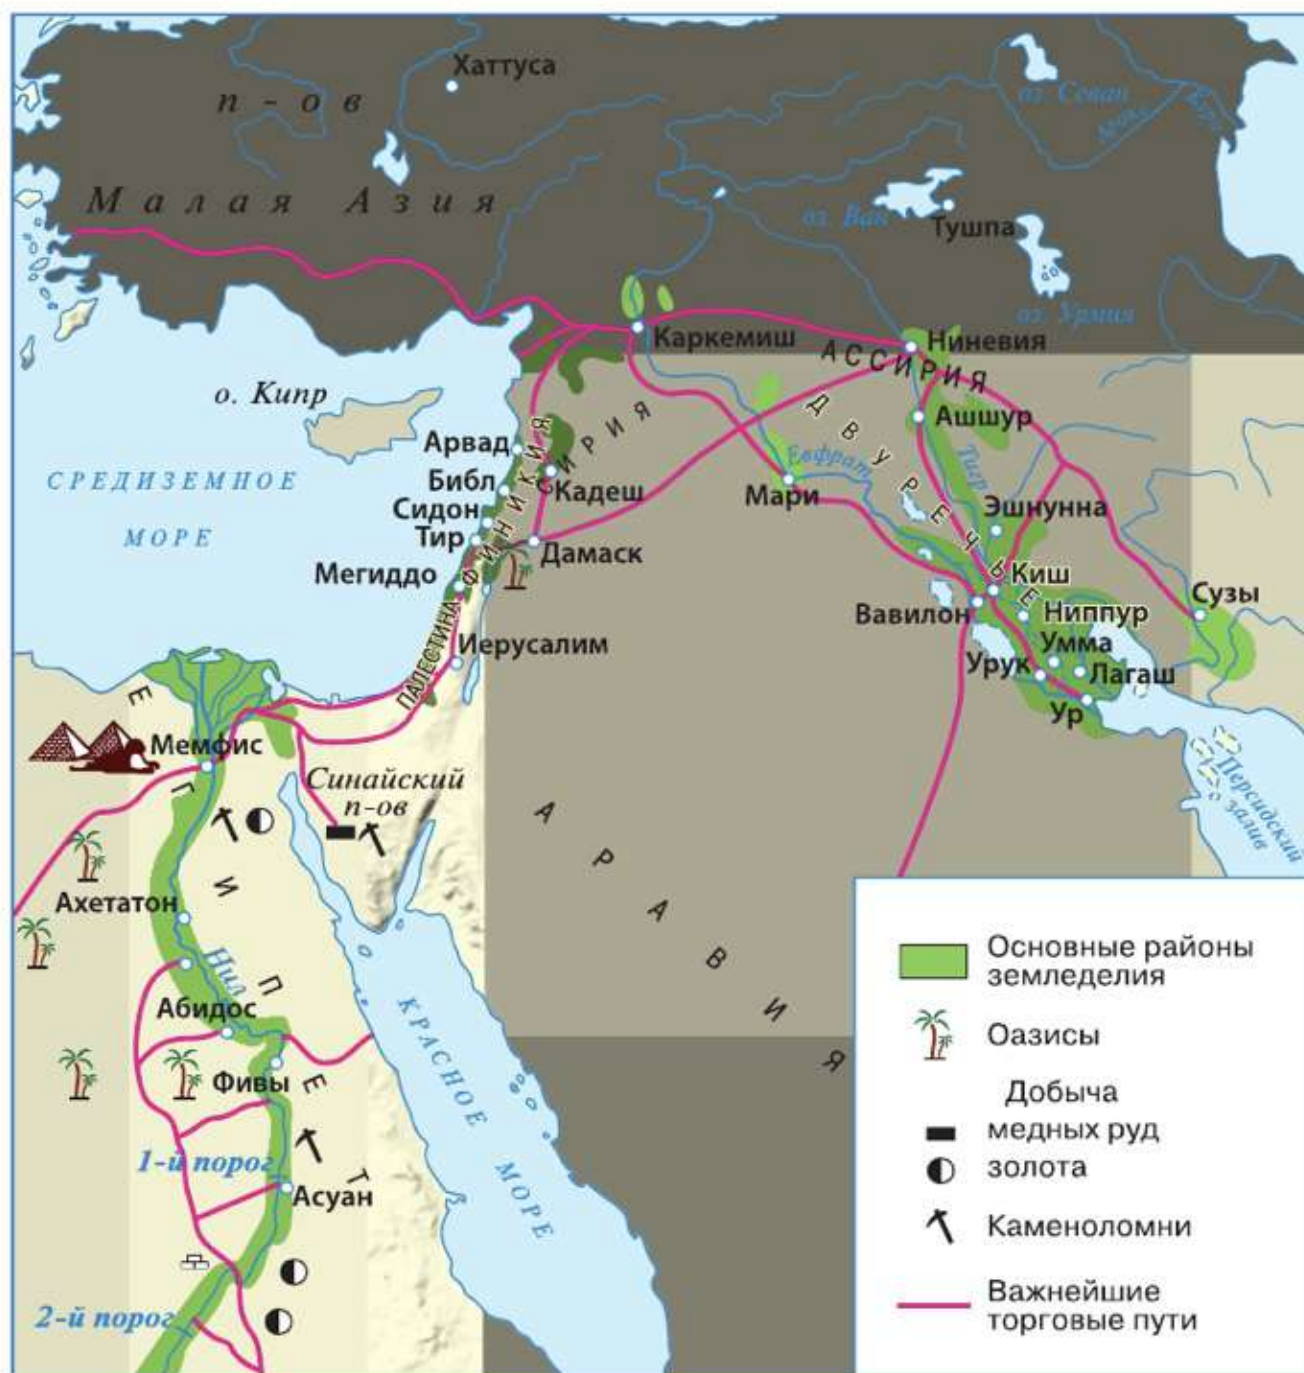 Хаттуса
п-ов
Малая Азия
оз. Севан
Аракс
Кура
оз. Ван
Тушпа
оз. Урмия
Каркемиш
Ниневия
АССИРИЯ
о. Кипр
Арвад
Библ
Сидон
Тир
Мегиддо
СРЕДИЗЕМНОЕ
МОРЕ
ФИНИКИЯ
СИРИЯ
Кадеш
Дамаск
ПАЛЕСТИНА
Иерусалим
Мари
Евфрат
ДВУРЕЧЬЕ
Ашшур
Тигр
Эшнунна
Киш
Вавилон
Ниппур
Сузы
Умма
Урук
Лагаш
Ур
Персидский
залив
ЕГИПЕТ
Мемфис
Синайский
п-ов
АРАВИЯ
Ахетатон
Нил
Абидос
Фивы
КРАСНОЕ МОРЕ
1-й порог
Асуан
2-й порог
Основные районы
земледелия
Оазисы
Добыча
медных руд
золота
Каменоломни
Важнейшие
торговые пути